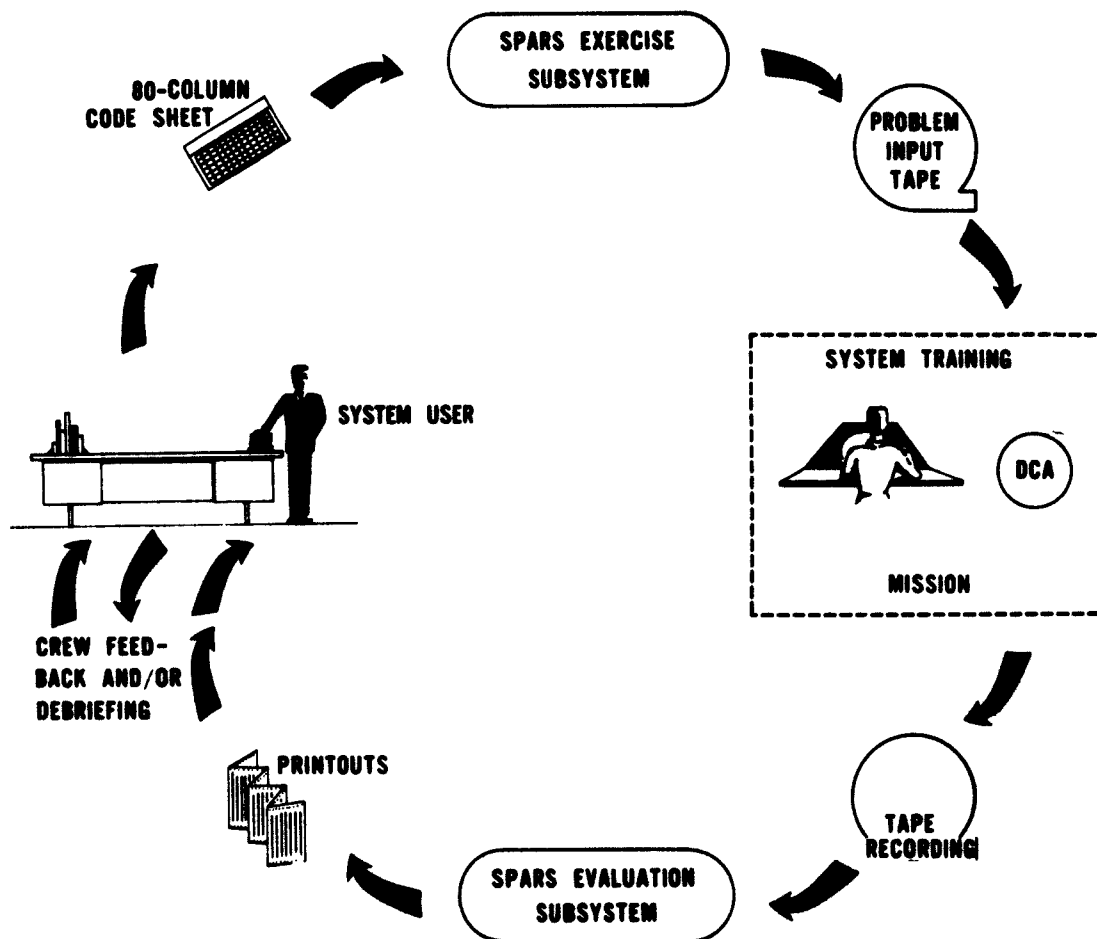 SPARS EXERCISE
SUBSYSTEM
80-COLUMN
CODE SHEET
PROBLEM
INPUT
TAPE
SYSTEM TRAINING
DCA
MISSION
SYSTEM USER
CREW FEED-
BACK AND/OR
DEBRIEFING
PRINTOUTS
TAPE
RECORDING
SPARS EVALUATION
SUBSYSTEM